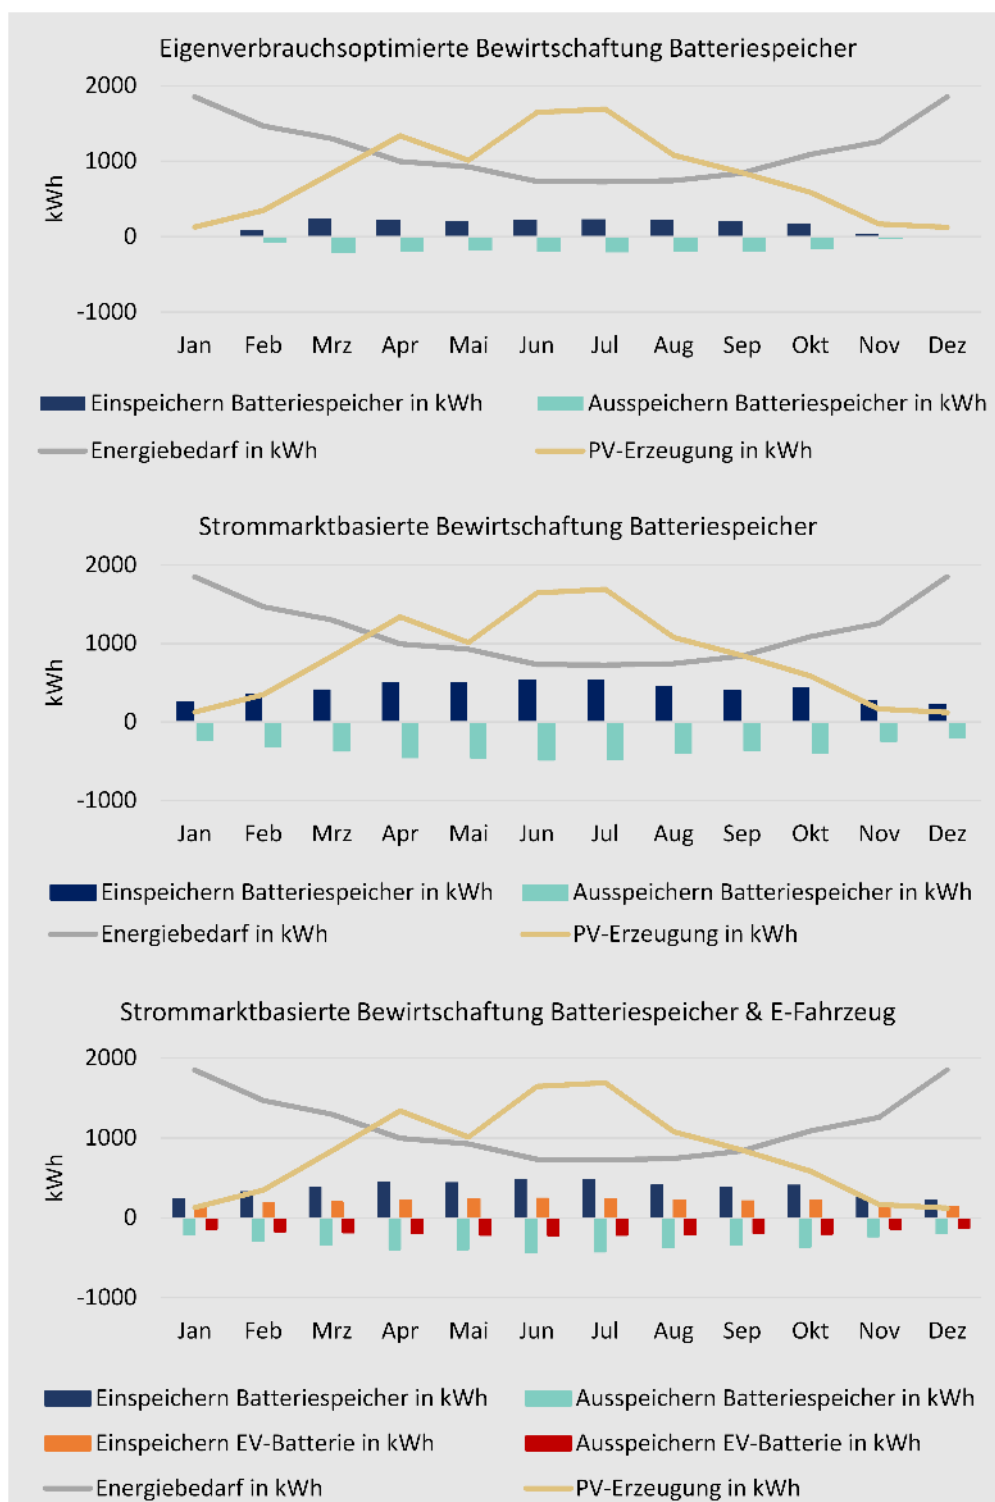 Eigenverbrauchsoptimierte Bewirtschaftung Batteriespeicher
2000
1000
0
-1000
kWh
Jan Feb Mrz Apr Mai Jun Jul Aug Sep Okt Nov Dez
Einspeichern Batteriespeicher in kWh Ausspeichern Batteriespeicher in kWh
Energiebedarf in kWh PV-Erzeugung in kWh
Strommarktbasierte Bewirtschaftung Batteriespeicher
2000
1000
0
-1000
kWh
Jan Feb Mrz Apr Mai Jun Jul Aug Sep Okt Nov Dez
Einspeichern Batteriespeicher in kWh Ausspeichern Batteriespeicher in kWh
Energiebedarf in kWh PV-Erzeugung in kWh
Strommarktbasierte Bewirtschaftung Batteriespeicher & E-Fahrzeug
2000
1000
0
-1000
kWh
Jan Feb Mrz Apr Mai Jun Jul Aug Sep Okt Nov Dez
Einspeichern Batteriespeicher in kWh Ausspeichern Batteriespeicher in kWh
Einspeichern EV-Batterie in kWh Ausspeichern EV-Batterie in kWh
Energiebedarf in kWh PV-Erzeugung in kWh